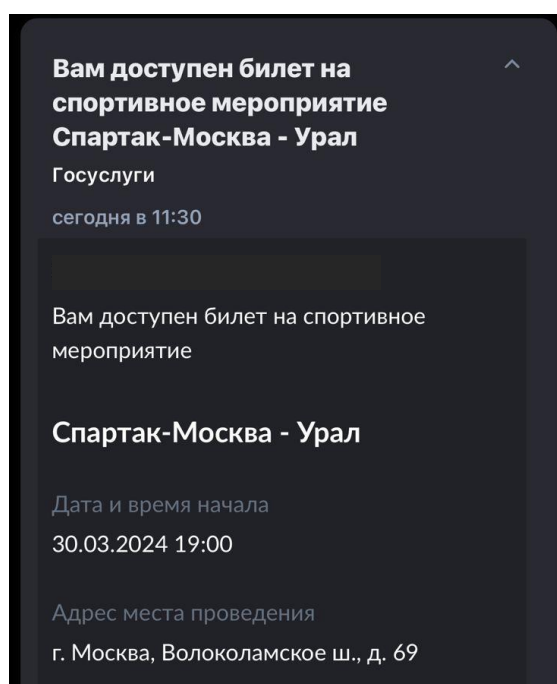 Вам доступен билет на
спортивное мероприятие
Спартак-Москва - Урал
Госуслуги
сегодня в 11:30
Вам доступен билет на спортивное
мероприятие
Спартак-Москва - Урал
Дата и время начала
30.03.2024 19:00
Адрес места проведения
г. Москва, Волоколамское ш., д. 69